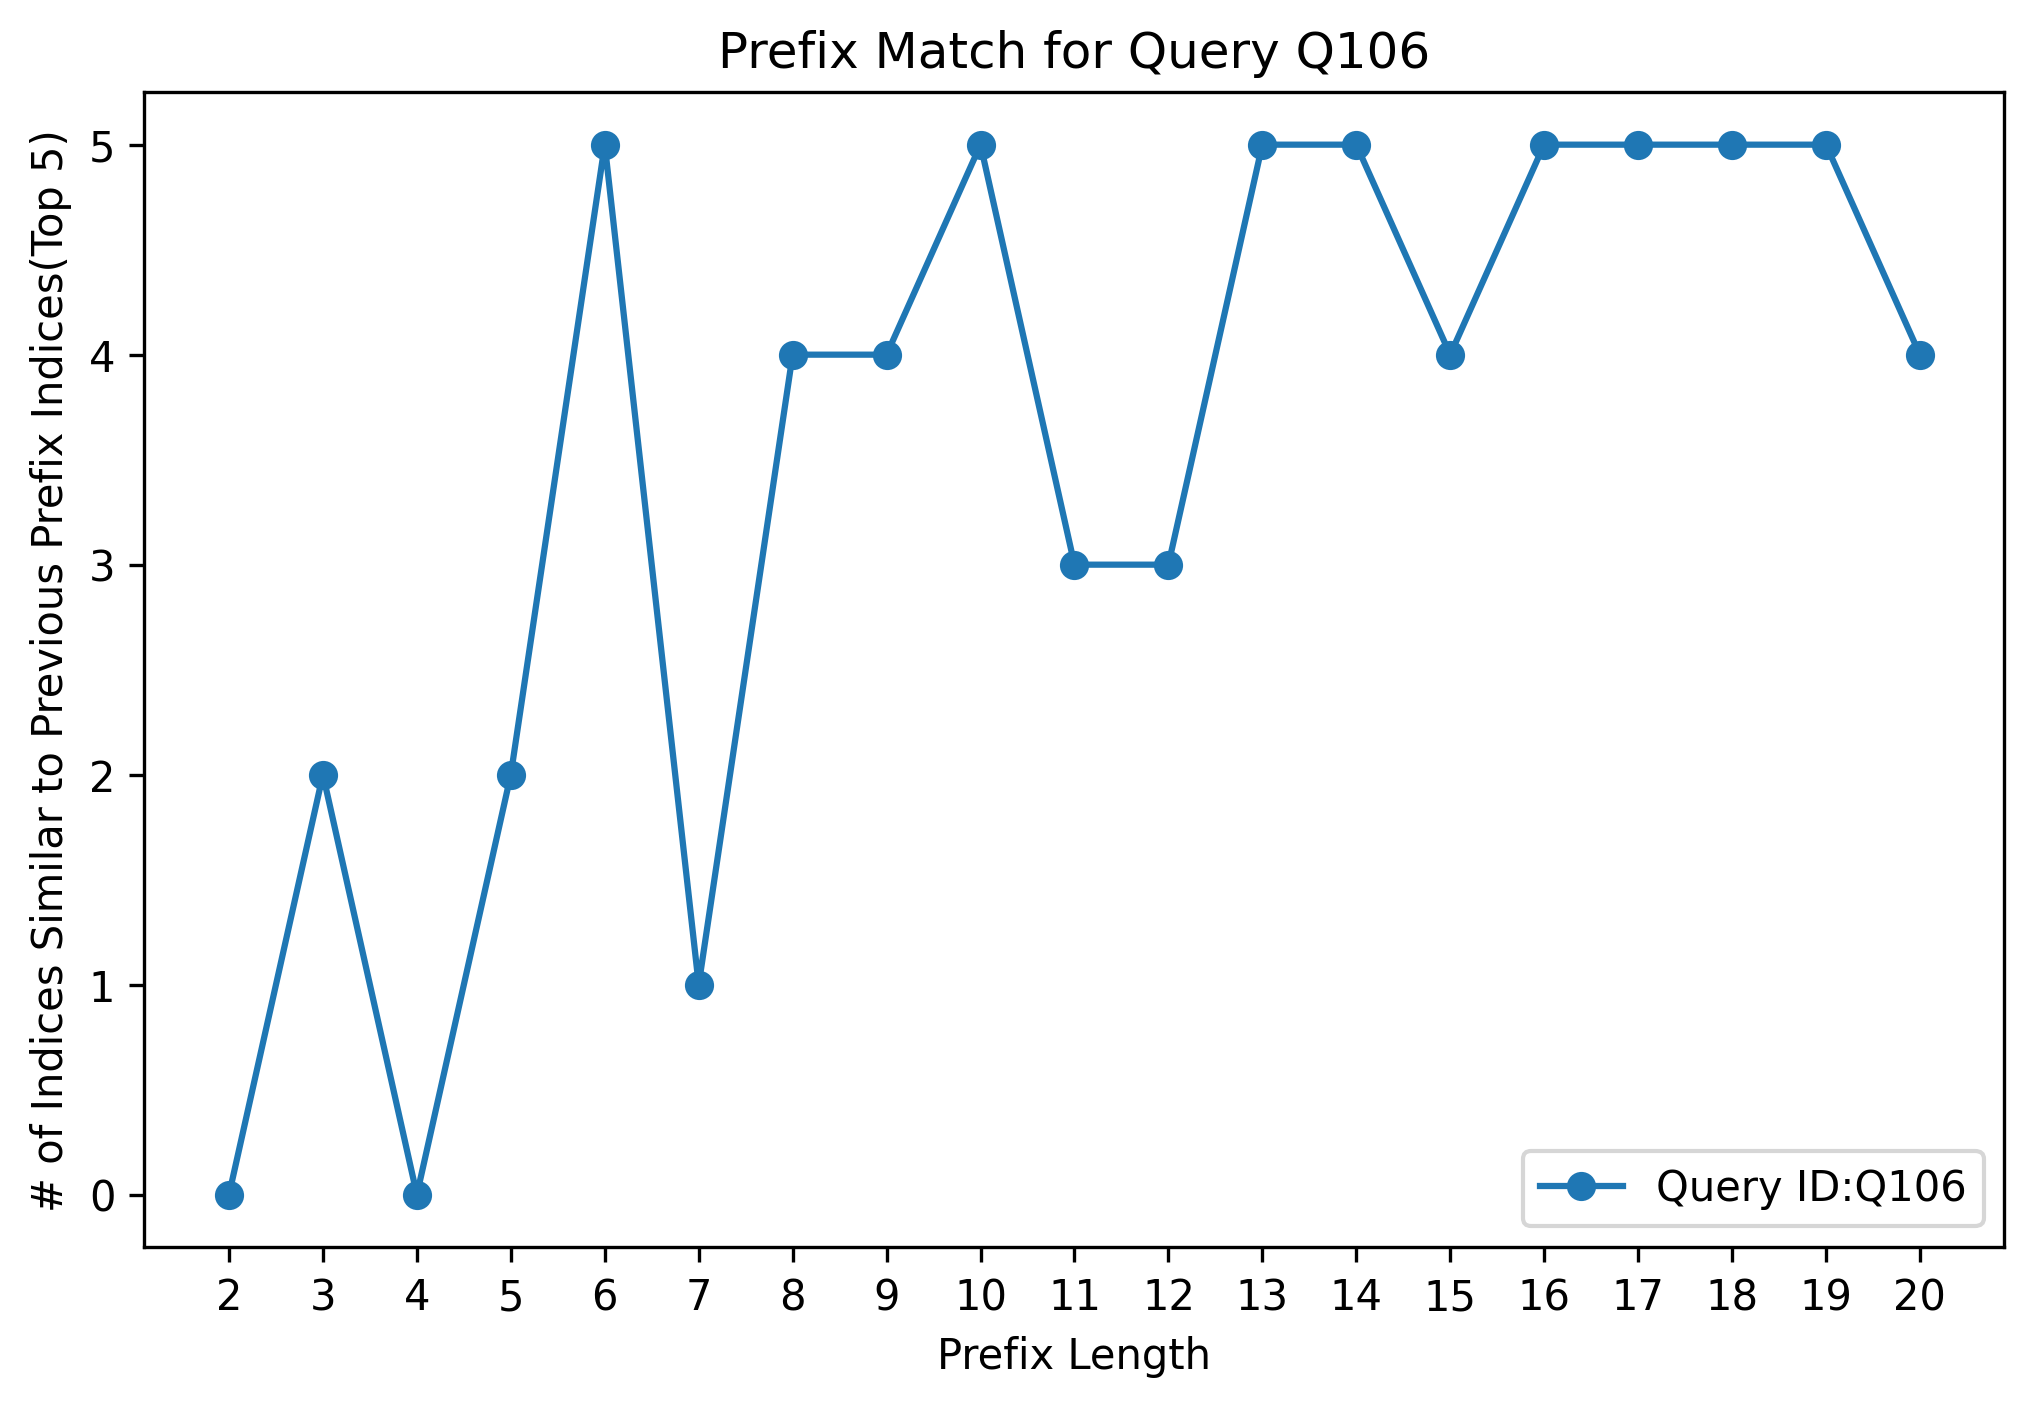 Prefix Match for Query Q106
# of Indices Similar to Previous Prefix Indices(Top 5)
5
4
3
2
1
0
Query ID:Q106
2 3 4 5 6 7 8 9 10 11 12 13 14 15 16 17 18 19 20
Prefix Length